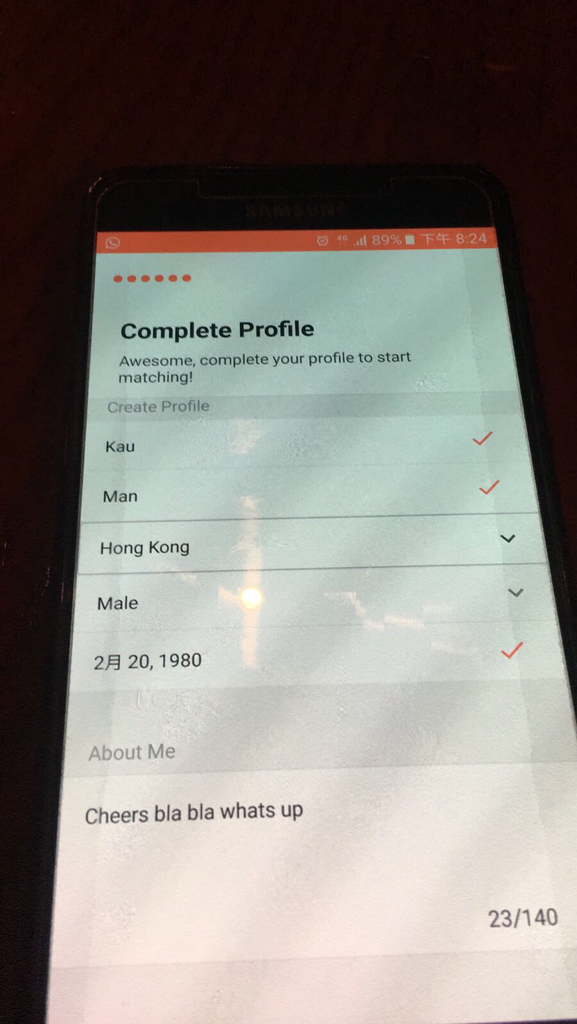 SAMSUNG
4G 89% 下午 8:24
Complete Profile
Awesome, complete your profile to start
matching!
Create Profile
Kau
Man
Hong Kong
Male
2月 20, 1980
About Me
Cheers bla bla whats up
23/140